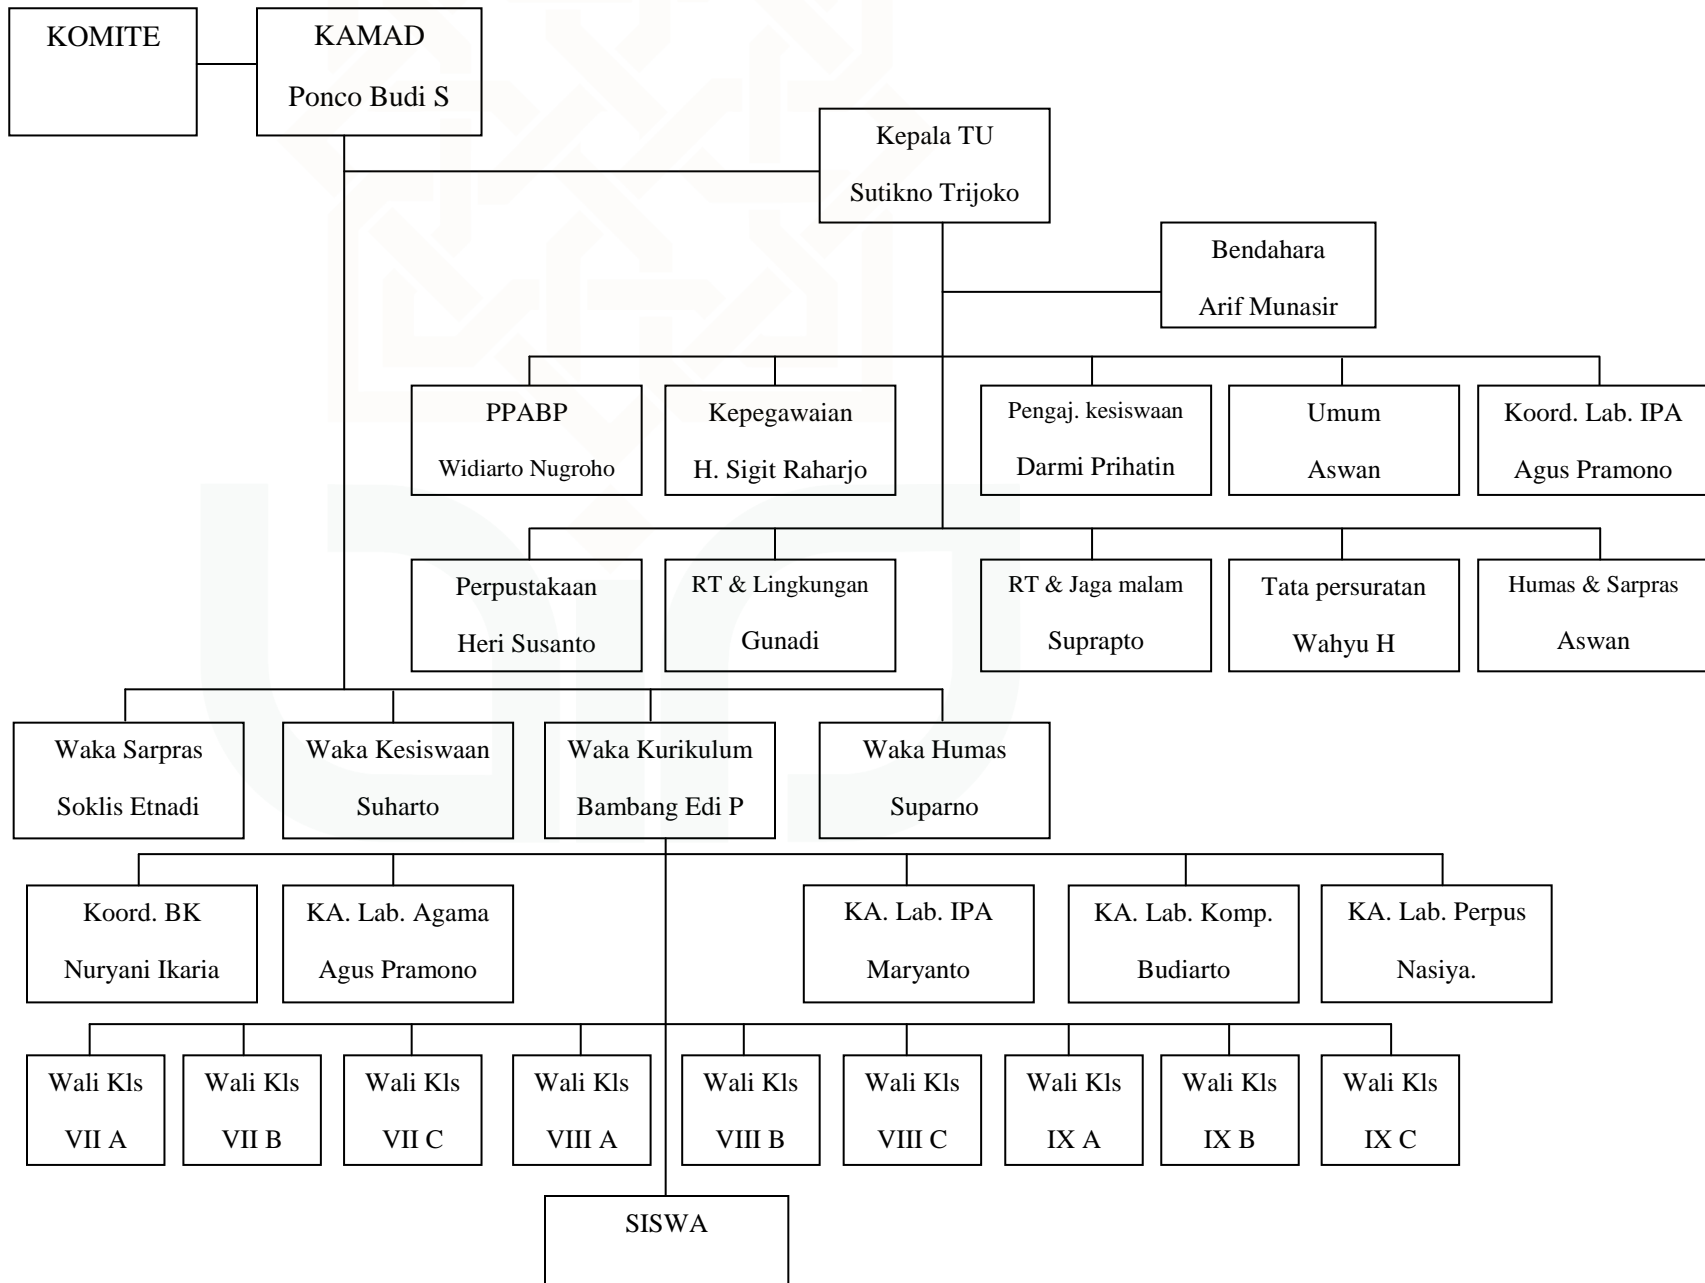 KOMITE
KAMAD
Ponco Budi S
Kepala TU
Sutikno Trijoko
Bendahara
Arif Munasir
PPABP
Widiarto Nugroho
Kepegawaian
H. Sigit Raharjo
Pengaj. kesiswaan
Darmi Prihatin
Umum
Aswan
Koord. Lab. IPA
Agus Pramono
Perpustakaan
Heri Susanto
RT & Lingkungan
Gunadi
RT & Jaga malam
Suprapto
Tata persuratan
Wahyu H
Humas & Sarpras
Aswan
Waka Sarpras
Soklis Etnadi
Waka Kesiswaan
Suharto
Waka Kurikulum
Bambang Edi P
Waka Humas
Suparno
Koord. BK
Nuryani Ikaria
KA. Lab. Agama
Agus Pramono
KA. Lab. IPA
Maryanto
KA. Lab. Komp.
Budiarto
KA. Lab. Perpus
Nasiya.
Wali Kls
VII A
Wali Kls
VII B
Wali Kls
VII C
Wali Kls
VIII A
Wali Kls
VIII B
Wali Kls
VIII C
Wali Kls
IX A
Wali Kls
IX B
Wali Kls
IX C
SISWA